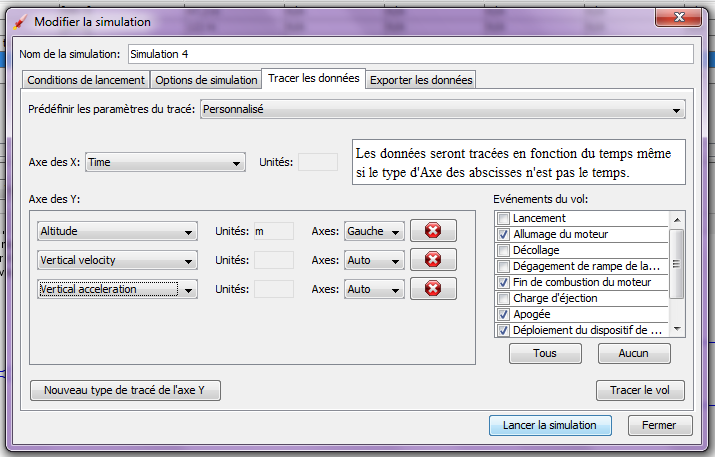 Modifier la simulation
Nom de la simulation: Simulation 4
Conditions de lancement Options de simulation Tracer les données Exporter les données
Prédéfinir les paramètres du tracé: Personnalisé
Axe des X: Time Unités:
Les données seront tracées en fonction du temps même
si le type d'Axe des abscisses n'est pas le temps.
Axe des Y:
Altitude Unités: m Axes: Gauche
Vertical velocity Unités: Axes: Auto
Vertical acceleration Unités: Axes: Auto
Evénements du vol:
Lancement
Allumage du moteur
Décollage
Dégagement de rampe de la...
Fin de combustion du moteur
Charge d'éjection
Apogée
Déploiement du dispositif de ...
Tous Aucun
Nouveau type de tracé de l'axe Y Tracer le vol
Lancer la simulation Fermer